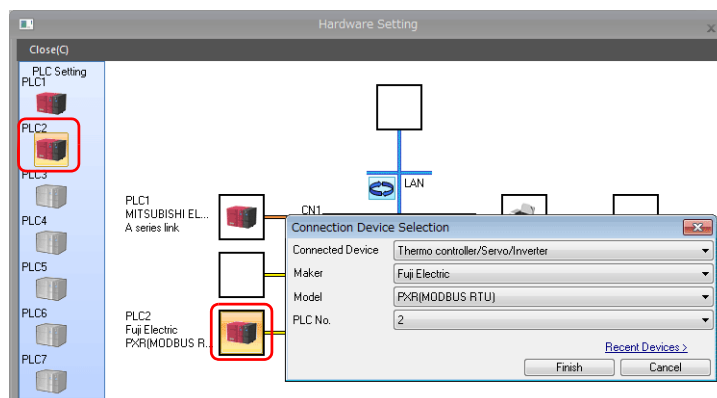 Hardware Setting
Close(C)
PLC Setting
PLC1
PLC2
PLC3
PLC4
PLC5
PLC6
PLC7
LAN
PLC1
MITSUBISHI EL...
A series link
CN1
PLC2
Fuji Electric
PXR(MODBUS R...
Connection Device Selection
Connected Device
Thermo controller/Servo/Inverter
Maker
Fuji Electric
Model
PXR(MODBUS RTU)
PLC No.
2
Recent Devices >
Finish
Cancel